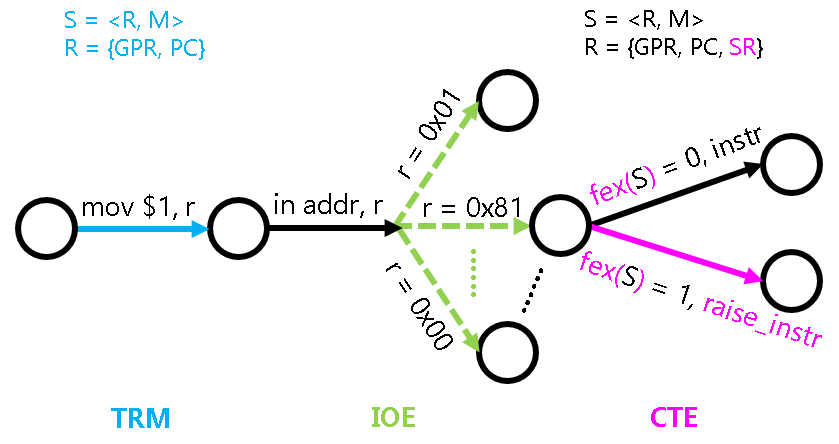 S = <R, M>
R = {GPR, PC}
S = <R, M>
R = {GPR, PC, SR}
r = 0x01
fex(S) = 0, instr
mov $1, r
in addr, r
r = 0x81
fex(S) = 1, raise_instr
r = 0x00
TRM
IOE
CTE